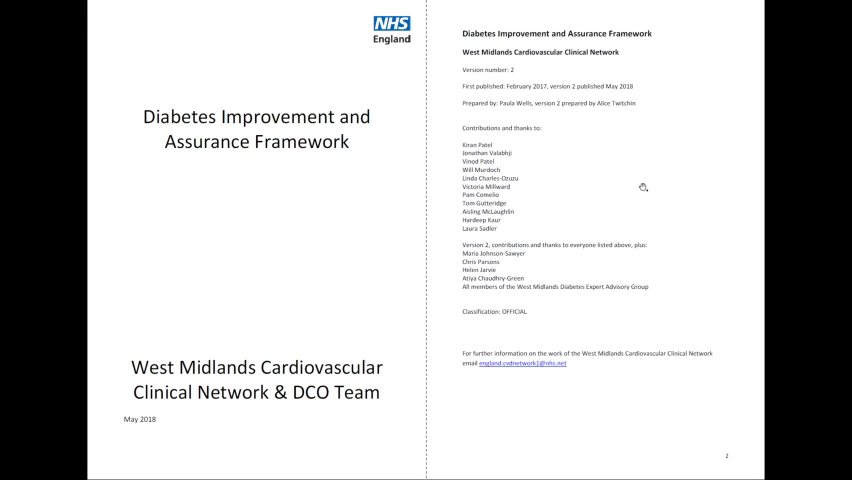 NHS
England
Diabetes Improvement and
Assurance Framework
West Midlands Cardiovascular
Clinical Network & DCO Team
May 2018
Diabetes Improvement and Assurance Framework
West Midlands Cardiovascular Clinical Network
Version number: 2
First published: February 2017, version 2 published May 2018
Prepared by: Paula Wells, version 2 prepared by Alice Twitchin
Contributions and thanks to:
Kiran Patel
Jonathan Valabhji
Vinod Patel
Will Murdoch
Linda Charles-Ozuzu
Victoria Millward
Pam Comelio
Tom Gutteridge
Aisling McLaughlin
Hardeep Kaur
Laura Sadler
Version 2, contributions and thanks to everyone listed above, plus:
Maria Johnson-Sawyer
Chris Parsons
Helen Jarvie
Atiya Chaudhry-Green
All members of the West Midlands Diabetes Expert Advisory Group
Classification: OFFICIAL
For further information on the work of the West Midlands Cardiovascular Clinical Network
email england.cvdnetwork1@nhs.net
2